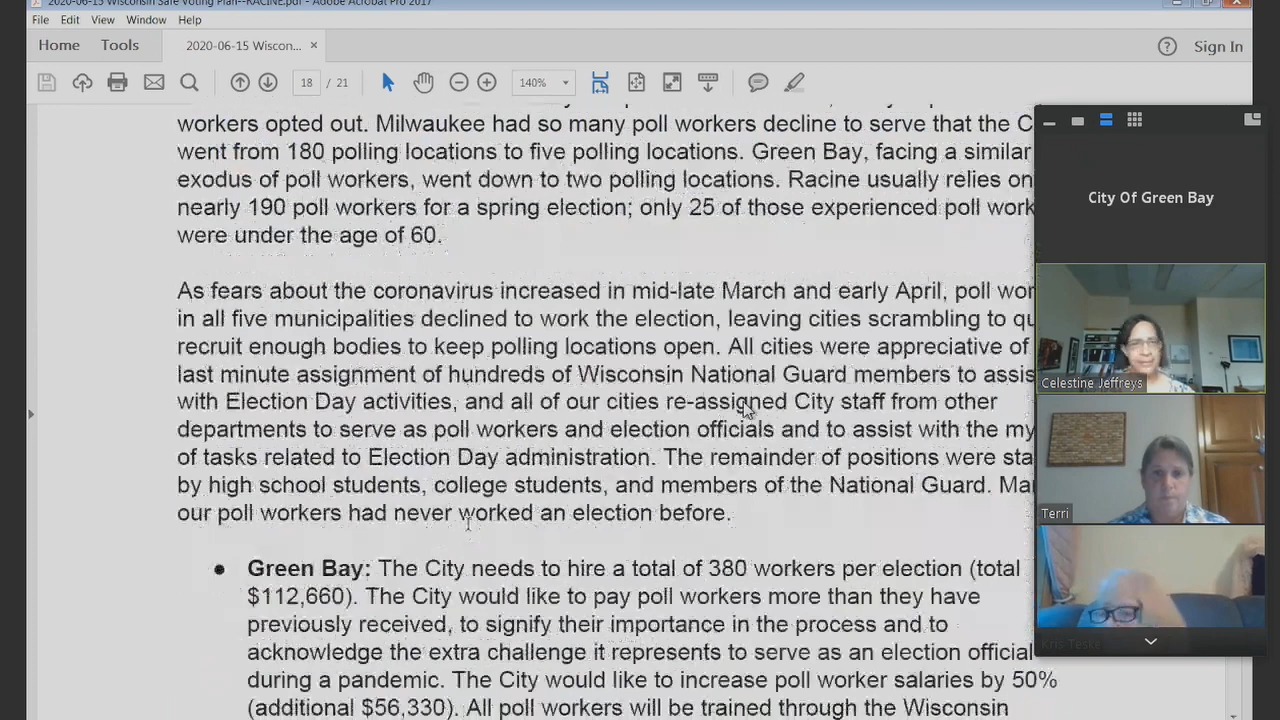 2020-06-15 Wisconsin Safe Voting Plan--RACINE.pdf - Adobe Acrobat Pro 2017
File Edit View Window Help
Home Tools 2020-06-15 Wiscon... × ? Sign In
18 / 21 140%
workers opted out. Milwaukee had so many poll workers decline to serve that the C
went from 180 polling locations to five polling locations. Green Bay, facing a similar
exodus of poll workers, went down to two polling locations. Racine usually relies on
nearly 190 poll workers for a spring election; only 25 of those experienced poll work
were under the age of 60.
As fears about the coronavirus increased in mid-late March and early April, poll wor
in all five municipalities declined to work the election, leaving cities scrambling to qu
recruit enough bodies to keep polling locations open. All cities were appreciative of
last minute assignment of hundreds of Wisconsin National Guard members to assis
with Election Day activities, and all of our cities re-assigned City staff from other
departments to serve as poll workers and election officials and to assist with the my
of tasks related to Election Day administration. The remainder of positions were sta
by high school students, college students, and members of the National Guard. Mar
our poll workers had never worked an election before.
● Green Bay: The City needs to hire a total of 380 workers per election (total
$112,660). The City would like to pay poll workers more than they have
previously received, to signify their importance in the process and to
acknowledge the extra challenge it represents to serve as an election official
during a pandemic. The City would like to increase poll worker salaries by 50%
(additional $56,330). All poll workers will be trained through the Wisconsin
City Of Green Bay
Celestine Jeffreys
Terri
Kris Teske